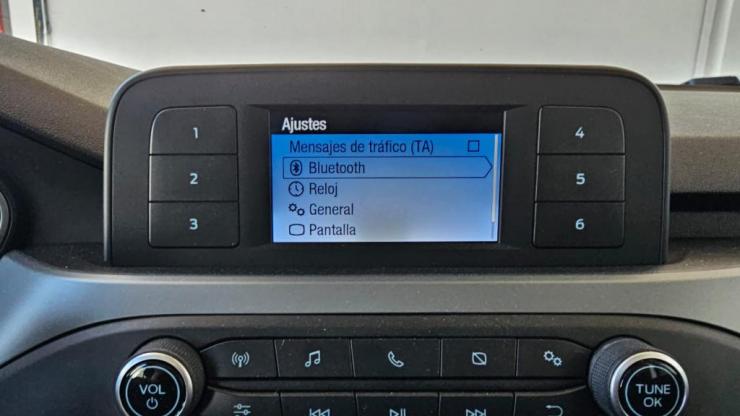 Ajustes
1
Mensajes de tráfico (TA)
4
Bluetooth
2
5
Reloj
General
3
6
Pantalla
VOL
TUNE
OK